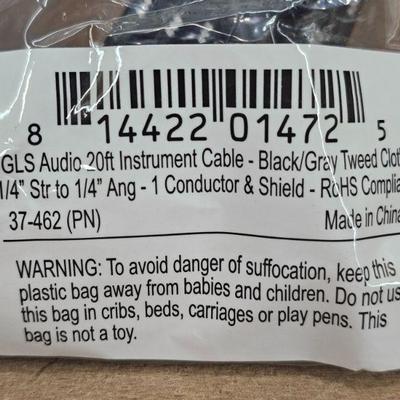 8 14422 01472 5
GLS Audio 20ft Instrument Cable - Black/Gray Tweed Clot
1/4" Str to 1/4" Ang - 1 Conductor & Shield - RoHS Complia
37-462 (PN) Made in China
WARNING: To avoid danger of suffocation, keep this
plastic bag away from babies and children. Do not us
this bag in cribs, beds, carriages or play pens. This
bag is not a toy.